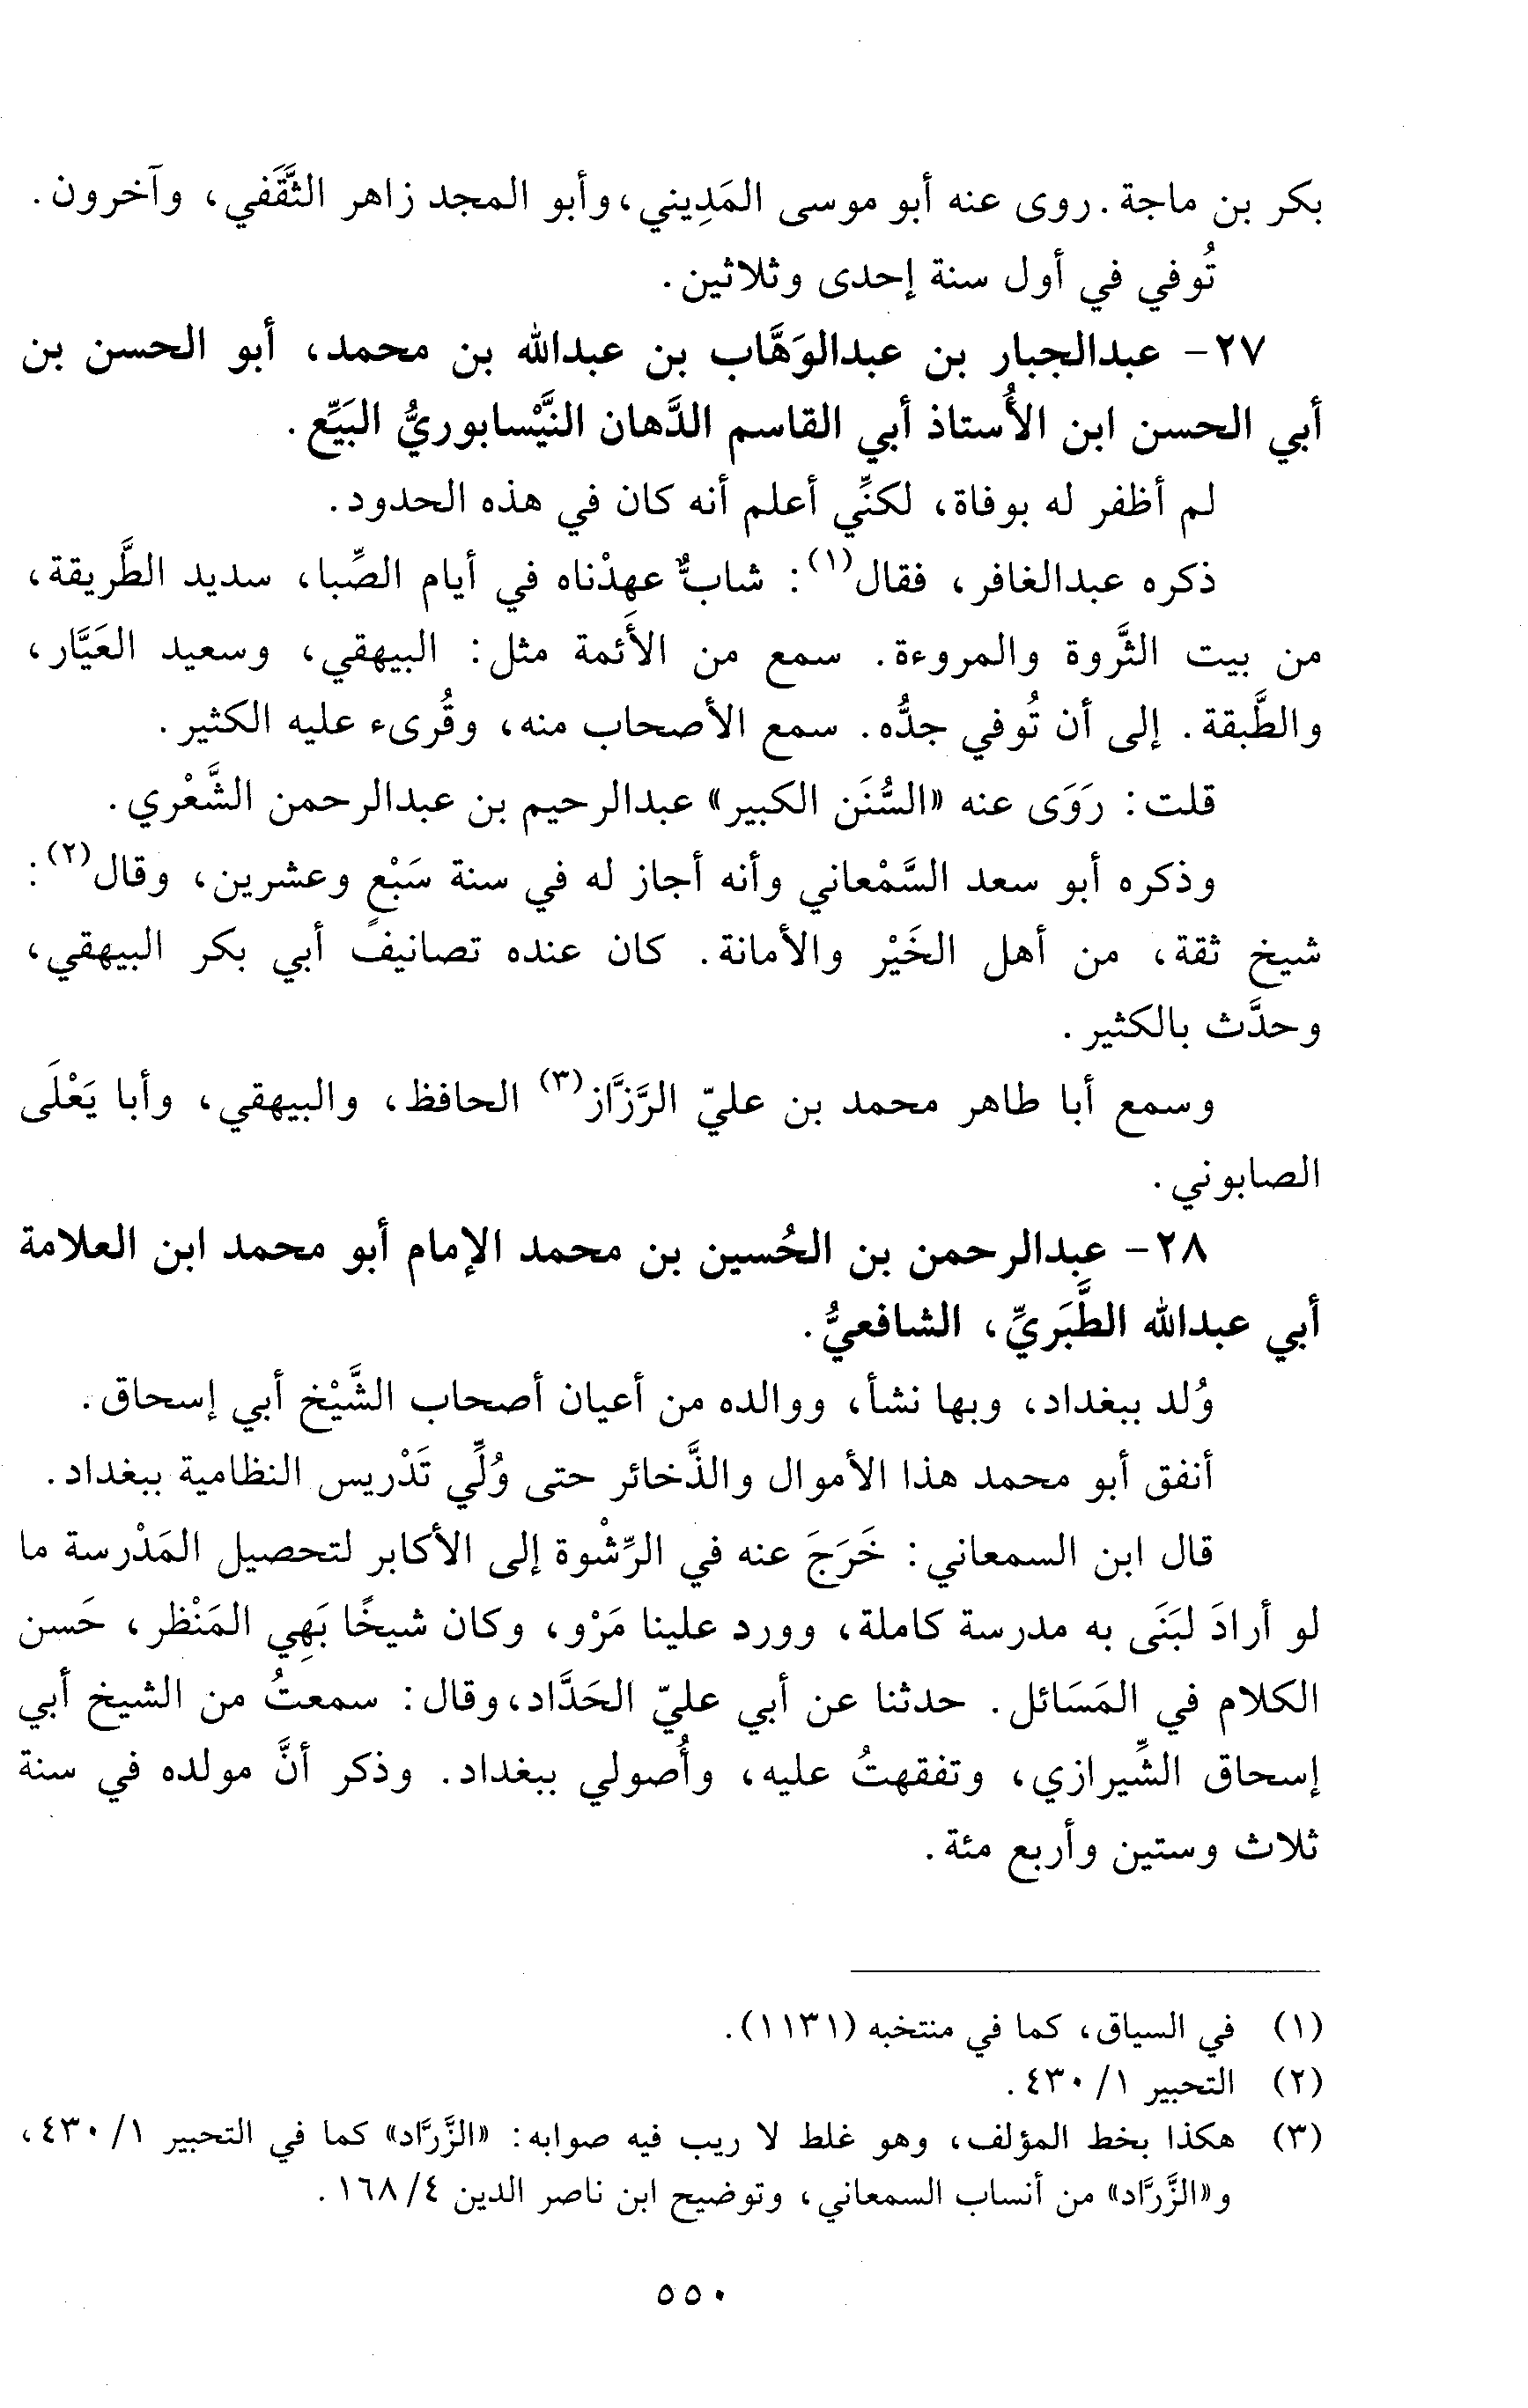 بكر بن ماجة. روى عنه أبو موسى المَدِيني، وأبو المجد زاهر الثَّقَفي، وآخرون.
تُوفي في أول سنة إحدى وثلاثين.
٢٧- عبدالجبار بن عبدالوَهَّاب بن عبدالله بن محمد، أبو الحسن بن
أبي الحسن ابن الأُستاذ أبي القاسم الدَّهان النَّيْسابوريُّ البَيِّع.
لم أظفر له بوفاة، لكنِّي أعلم أنه كان في هذه الحدود.
ذكره عبدالغافر، فقال(١): شابٌّ عهِدْناه في أيام الصِّبا، سديد الطَّريقة،
من بيت الثَّروة والمروءة. سمع من الأَئمة مثل: البيهقي، وسعيد العَيَّار،
والطَّبقة. إلى أن تُوفي جدُّه. سمع الأصحاب منه، وقُرىء عليه الكثير.
قلت: رَوَى عنه «السُّنَن الكبير» عبدالرحيم بن عبدالرحمن الشَّعْري.
وذكره أبو سعد السَّمْعاني وأنه أجاز له في سنة سَبْعٍ وعشرين، وقال(٢):
شيخ ثقة، من أهل الخَيْر والأمانة. كان عنده تصانيف أبي بكر البيهقي،
وحدَّث بالكثير.
وسمع أبا طاهر محمد بن عليّ الرَّزَّاز(٣) الحافظ، والبيهقي، وأبا يَعْلَى
الصابوني.
٢٨- عبدالرحمن بن الحُسين بن محمد الإمام أبو محمد ابن العلامة
أبي عبدالله الطَّبَريِّ، الشافعيُّ.
وُلد ببغداد، وبها نشأ، ووالده من أعيان أصحاب الشَّيْخ أبي إسحاق.
أنفق أبو محمد هذا الأموال والذَّخائر حتى وُلِّي تَدْريس النظامية ببغداد.
قال ابن السمعاني: خَرَجَ عنه في الرِّشْوة إلى الأكابر لتحصيل المَدْرسة ما
لو أرادَ لبَنَى به مدرسة كاملة، وورد علينا مَرْو، وكان شيخًا بَهِي المَنْظر، حَسن
الكلام في المَسَائل. حدثنا عن أبي عليّ الحَدَّاد، وقال: سمعتُ من الشيخ أبي
إسحاق الشِّيرازي، وتفقهتُ عليه، وأُصولي ببغداد. وذكر أنَّ مولده في سنة
ثلاث وستين وأربع مئة.
(١) في السياق، كما في منتخبه (١١٣١).
(٢) التحبير ١/ ٤٣٠.
(٣) هكذا بخط المؤلف، وهو غلط لا ريب فيه صوابه: «الزَّرَّاد» كما في التحبير ١/ ٤٣٠،
و«الزَّرَّاد» من أنساب السمعاني، وتوضيح ابن ناصر الدين ٤/ ١٦٨.
٥٥٠